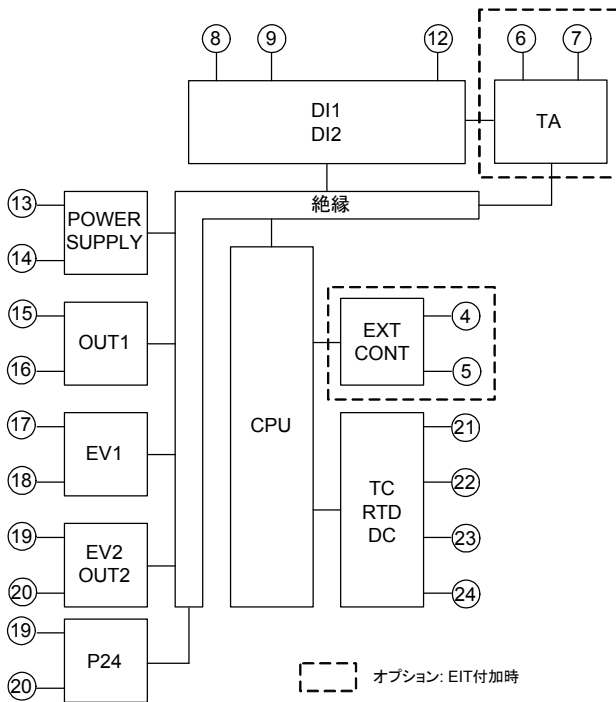 8
9
12
6
7
DI1
DI2
TA
絶縁
13
14
POWER
SUPPLY
15
16
OUT1
17
18
EV1
19
20
EV2
OUT2
19
20
P24
CPU
EXT
CONT
4
5
TC
RTD
DC
21
22
23
24
オプション: EIT付加時